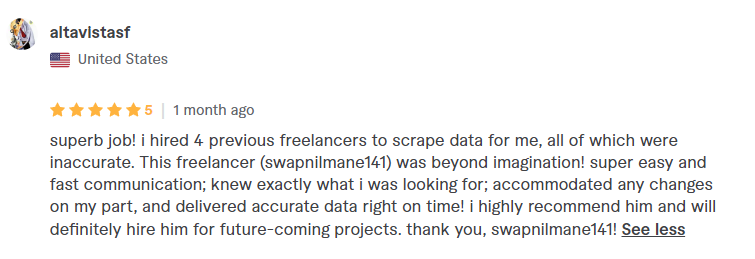 altavistasf
United States
5 | 1 month ago
superb job! i hired 4 previous freelancers to scrape data for me, all of which were
inaccurate. This freelancer (swapnilmane141) was beyond imagination! super easy and
fast communication; knew exactly what i was looking for; accommodated any changes
on my part, and delivered accurate data right on time! i highly recommend him and will
definitely hire him for future-coming projects. thank you, swapnilmane141! See less